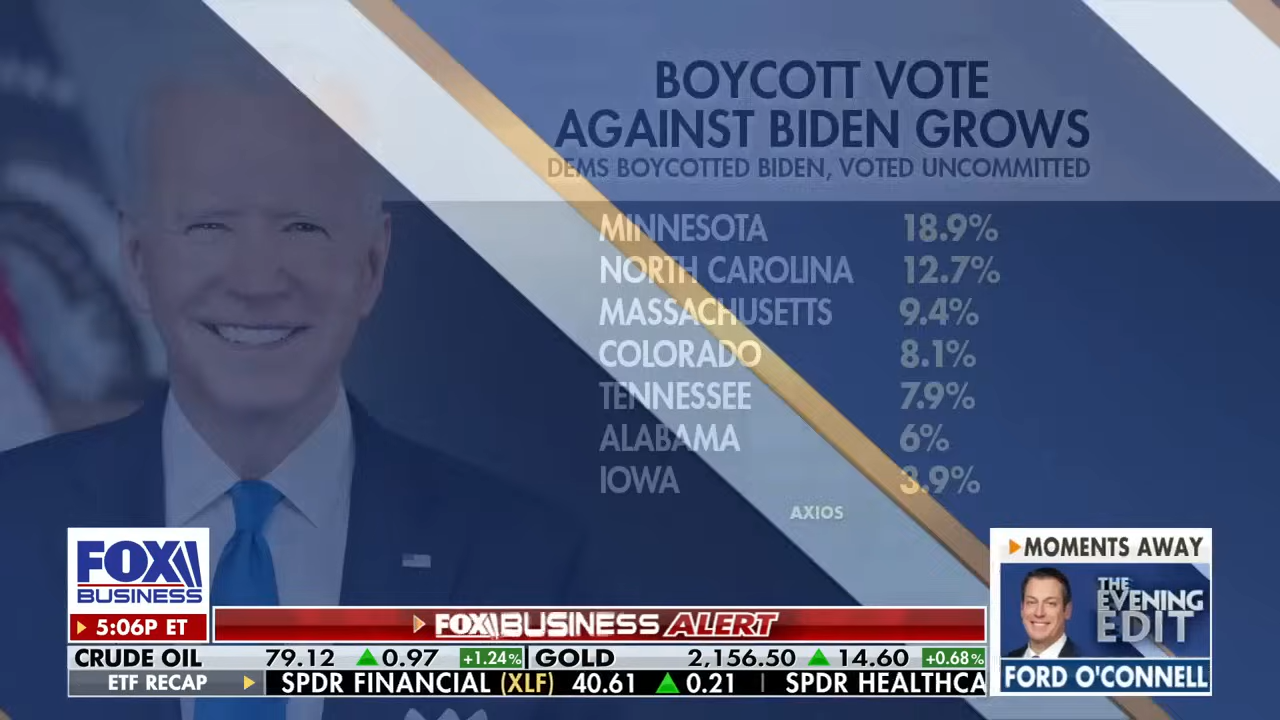 BOYCOTT VOTE
AGAINST BIDEN GROWS
DEMS BOYCOTTED BIDEN, VOTED UNCOMMITTED
MINNESOTA 18.9%
NORTH CAROLINA 12.7%
MASSACHUSETTS 9.4%
COLORADO 8.1%
TENNESSEE 7.9%
ALABAMA 6%
IOWA 3.9%
AXIOS
FOX
BUSINESS
5:06P ET
FOX BUSINESS ALERT
MOMENTS AWAY
THE
EVENING
EDIT
FORD O'CONNELL
CRUDE OIL 79.12 0.97 +1.24% GOLD 2,156.50 14.60 +0.68%
ETF RECAP SPDR FINANCIAL (XLF) 40.61 0.21 SPDR HEALTHCA